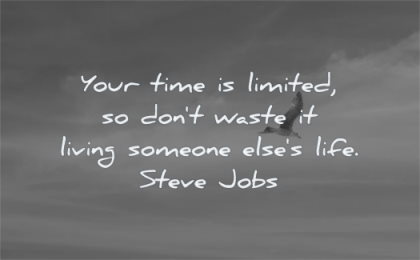 Your time is limited,
so don't waste it
living someone else's life.
Steve Jobs